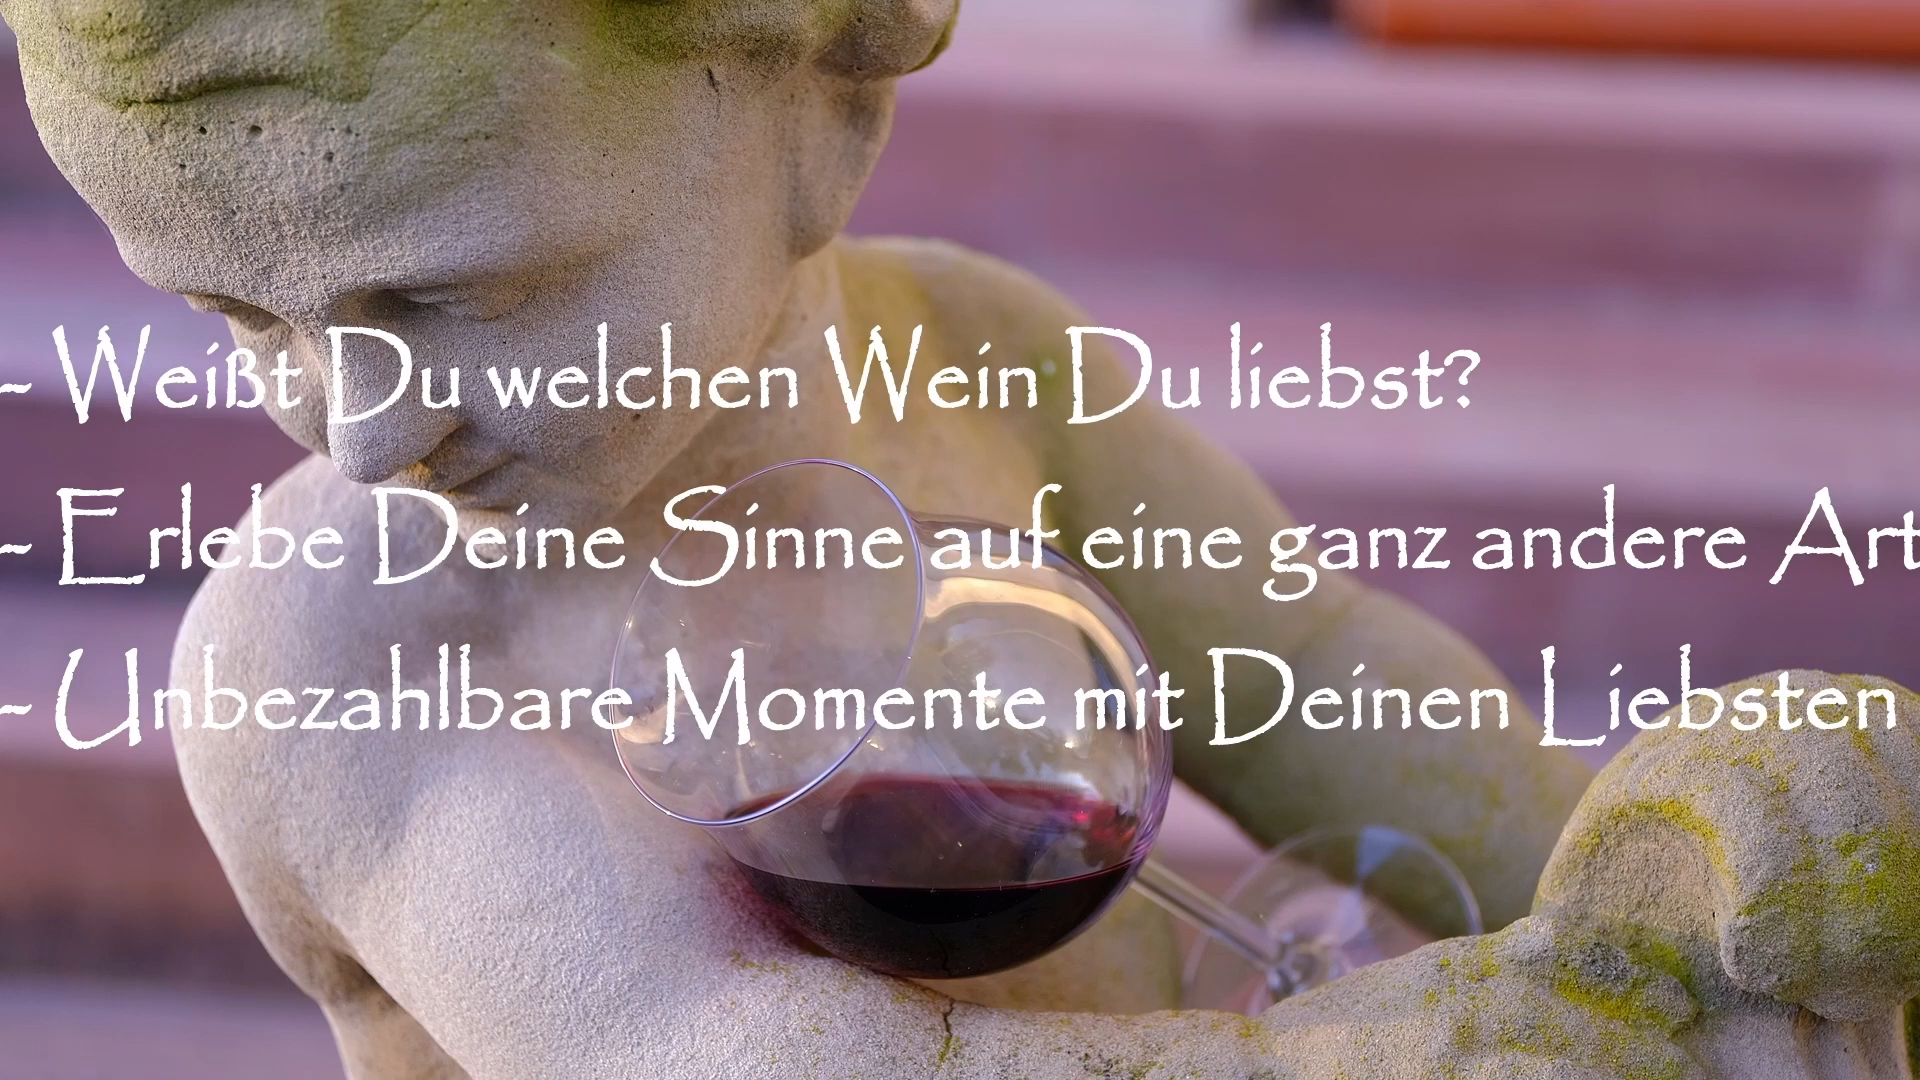 - Weißt Du welchen Wein Du liebst?
- Erlebe Deine Sinne auf eine ganz andere Art
- Unbezahlbare Momente mit Deinen Liebsten